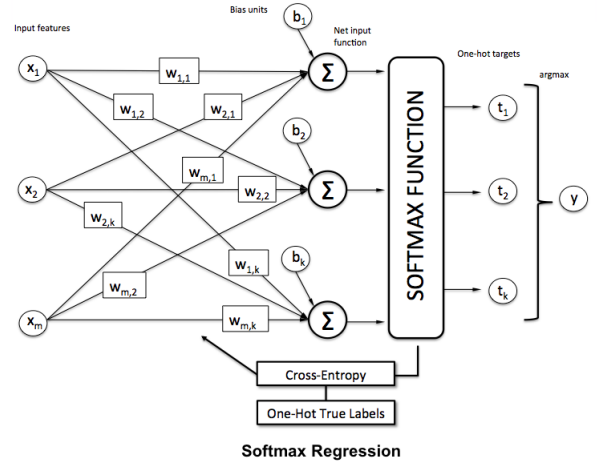 Input features
Bias units
b1
Net input
function
One-hot targets
argmax
x1
w1,1
Σ
w1,2
w2,1
t1
b2
wm,1
x2
w2,2
Σ
SOFTMAX FUNCTION
t2
y
w2,k
w1,k
bk
wm,2
tk
xm
wm,k
Σ
Cross-Entropy
One-Hot True Labels
Softmax Regression